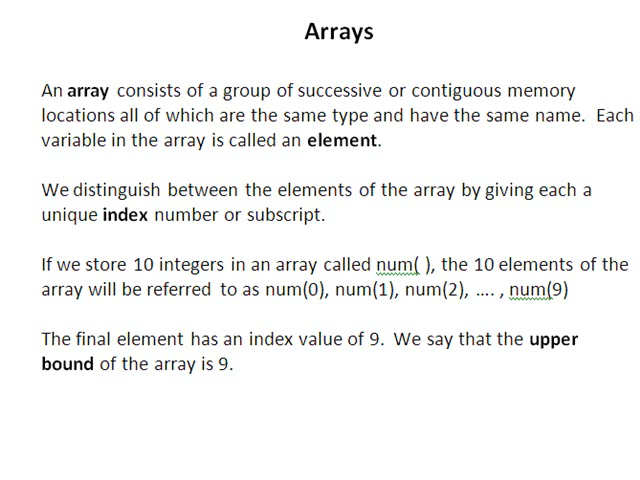 Arrays
An array consists of a group of successive or contiguous memory
locations all of which are the same type and have the same name.  Each
variable in the array is called an element.
We distinguish between the elements of the array by giving each a
unique index number or subscript.
If we store 10 integers in an array called num( ), the 10 elements of the
array will be referred  to as num(0), num(1), num(2), .... , num(9)
The final element has an index value of 9.  We say that the upper
bound of the array is 9.